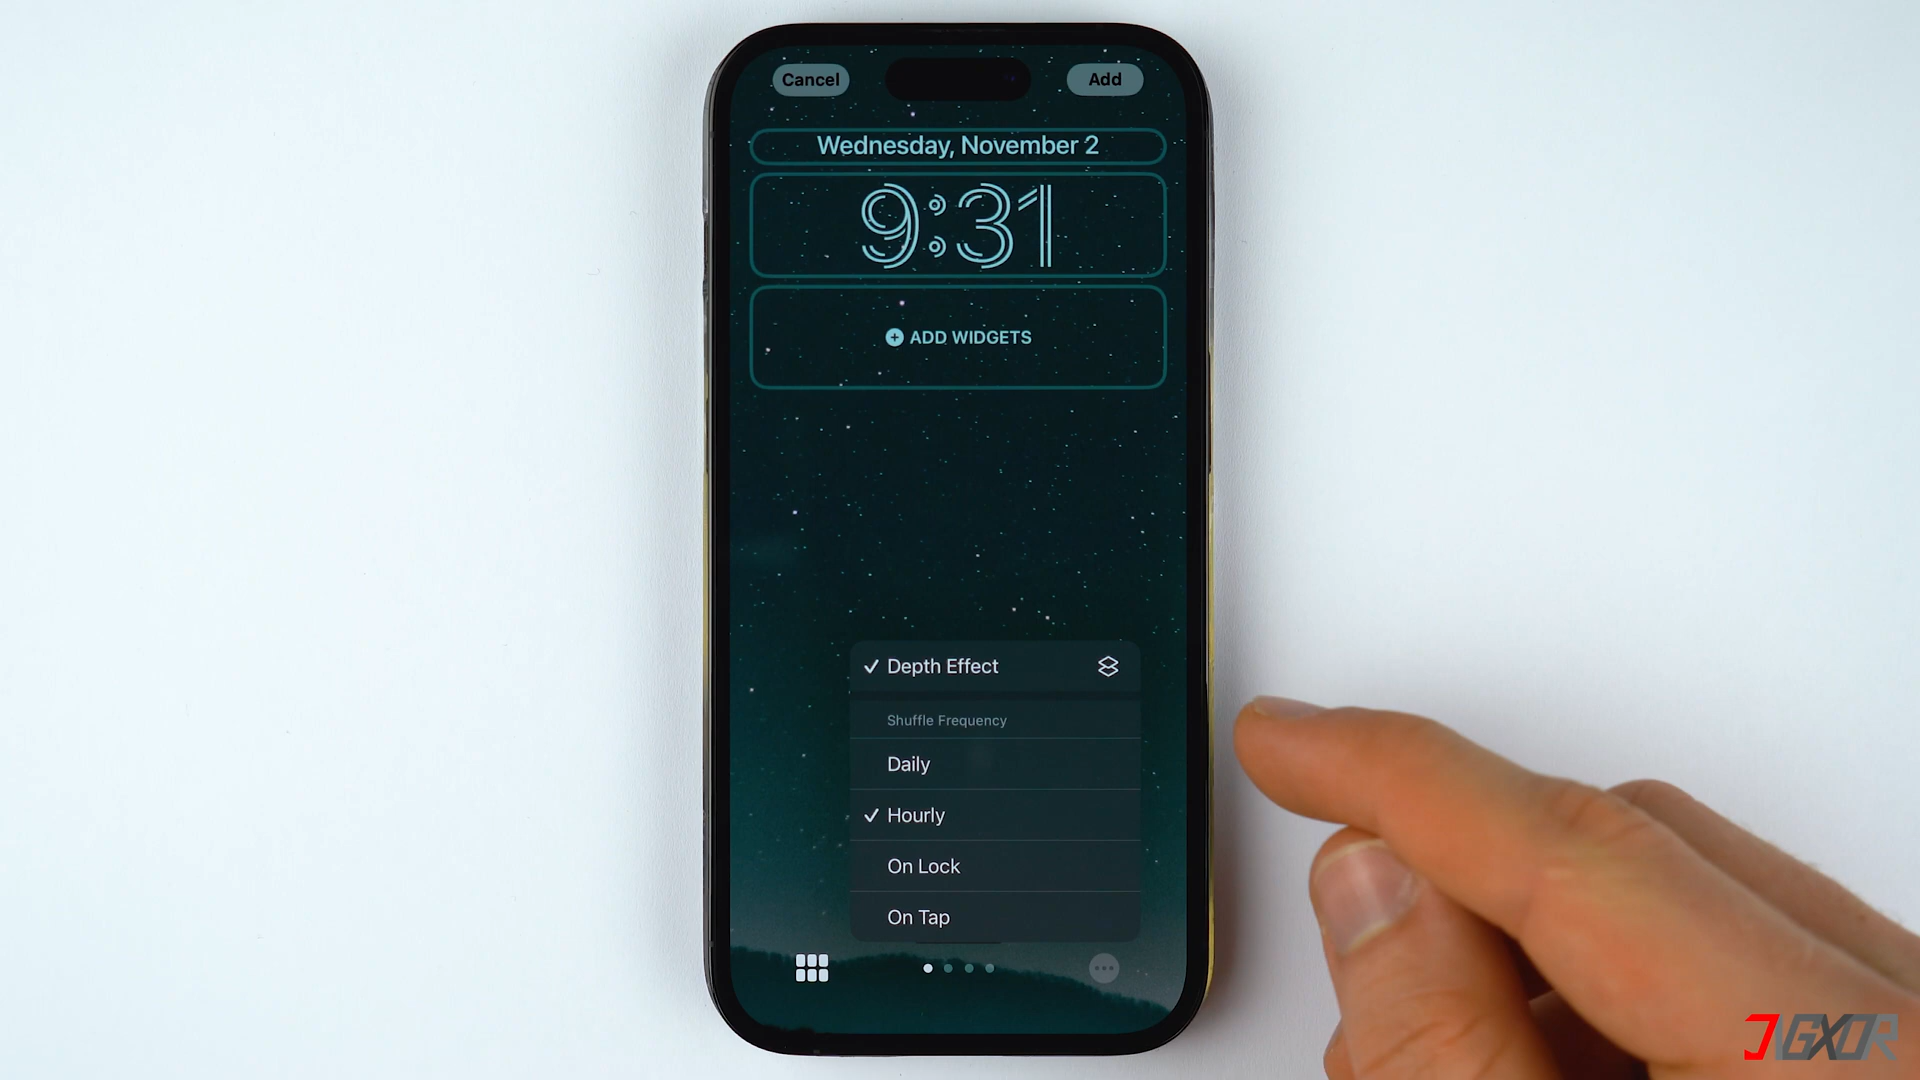 Cancel
Add
Wednesday, November 2
9:31
ADD WIDGETS
Depth Effect
Shuffle Frequency
Daily
Hourly
On Lock
On Tap
JIGXOR